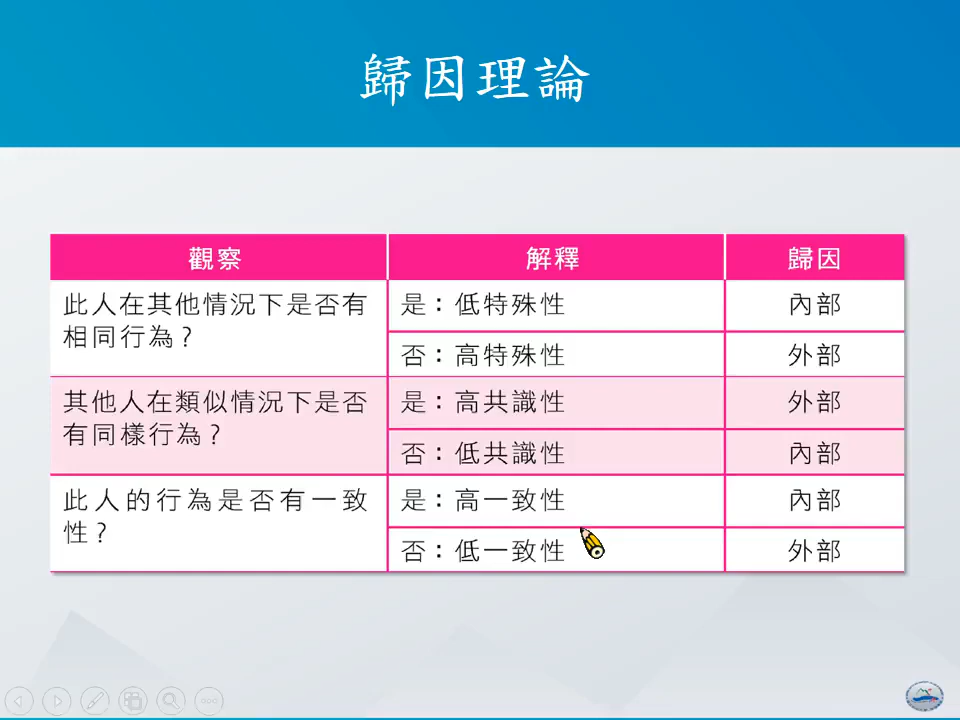 歸因理論
觀察
解釋
歸因
此人在其他情況下是否有
相同行為？
是：低特殊性
內部
否：高特殊性
外部
其他人在類似情況下是否
有同樣行為？
是：高共識性
外部
否：低共識性
內部
此人的行為是否有一致
性？
是：高一致性
內部
否：低一致性
外部